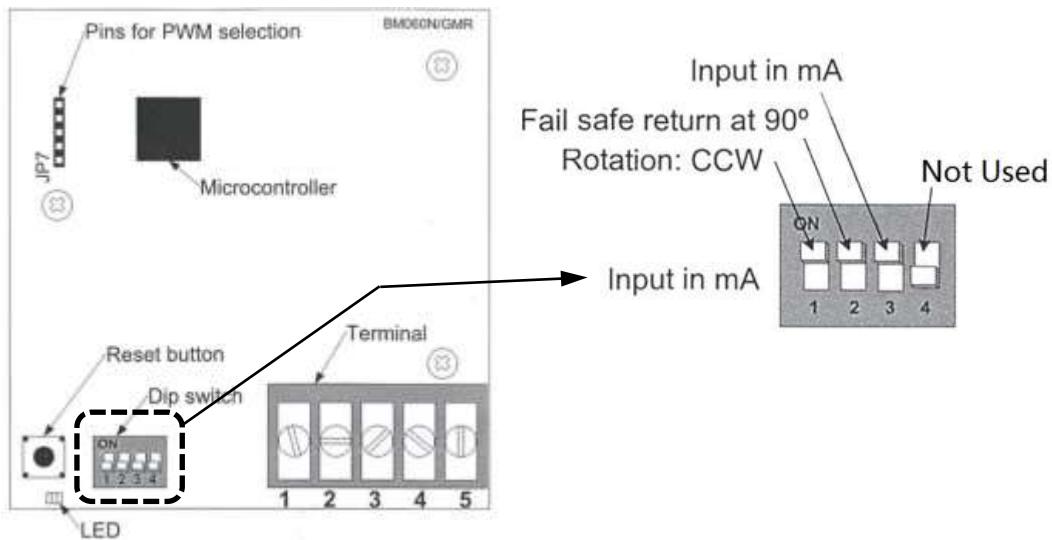 Pins for PWM selection
BM060N/GMR
JP7
Microcontroller
Input in mA
Fail safe return at 90º
Rotation: CCW
Not Used
ON
1 2 3 4
Input in mA
Terminal
Reset button
Dip switch
ON
1 2 3 4
1 2 3 4 5
LED